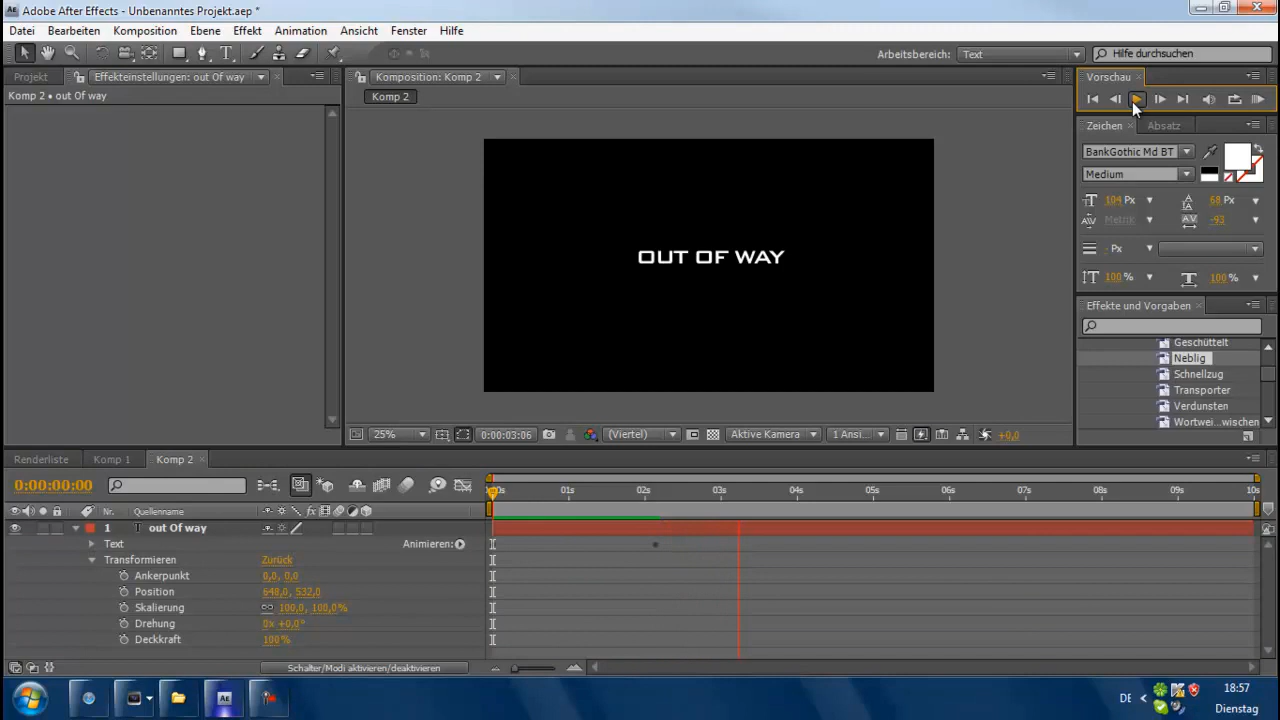 Adobe After Effects - Unbenanntes Projekt.aep *
Datei Bearbeiten Komposition Ebene Effekt Animation Ansicht Fenster Hilfe
Arbeitsbereich: Text Hilfe durchsuchen
Projekt Effekteinstellungen: out Of way
Komp 2 • out Of way
Komposition: Komp 2
Komp 2
OUT OF WAY
25% 0:00:03:06 (Viertel) Aktive Kamera 1 Ansi... +0,0
Vorschau
Zeichen Absatz
BankGothic Md BT
Medium
104 Px 68 Px
Metrik -93
- Px
100 % 100 %
Effekte und Vorgaben
Geschüttelt
Neblig
Schnellzug
Transporter
Verdunsten
Wortwei...wischen
Renderliste Komp 1 Komp 2
0:00:00:00
01s 02s 03s 04s 05s 06s 07s 08s 09s 10s
Nr. Quellenname
1 T out Of way
Text Animieren:
Transformieren Zurück
Ankerpunkt 0,0, 0,0
Position 648,0, 532,0
Skalierung 100,0, 100,0%
Drehung 0x +0,0°
Deckkraft 100%
Schalter/Modi aktivieren/deaktivieren
AE
DE
18:57
Dienstag